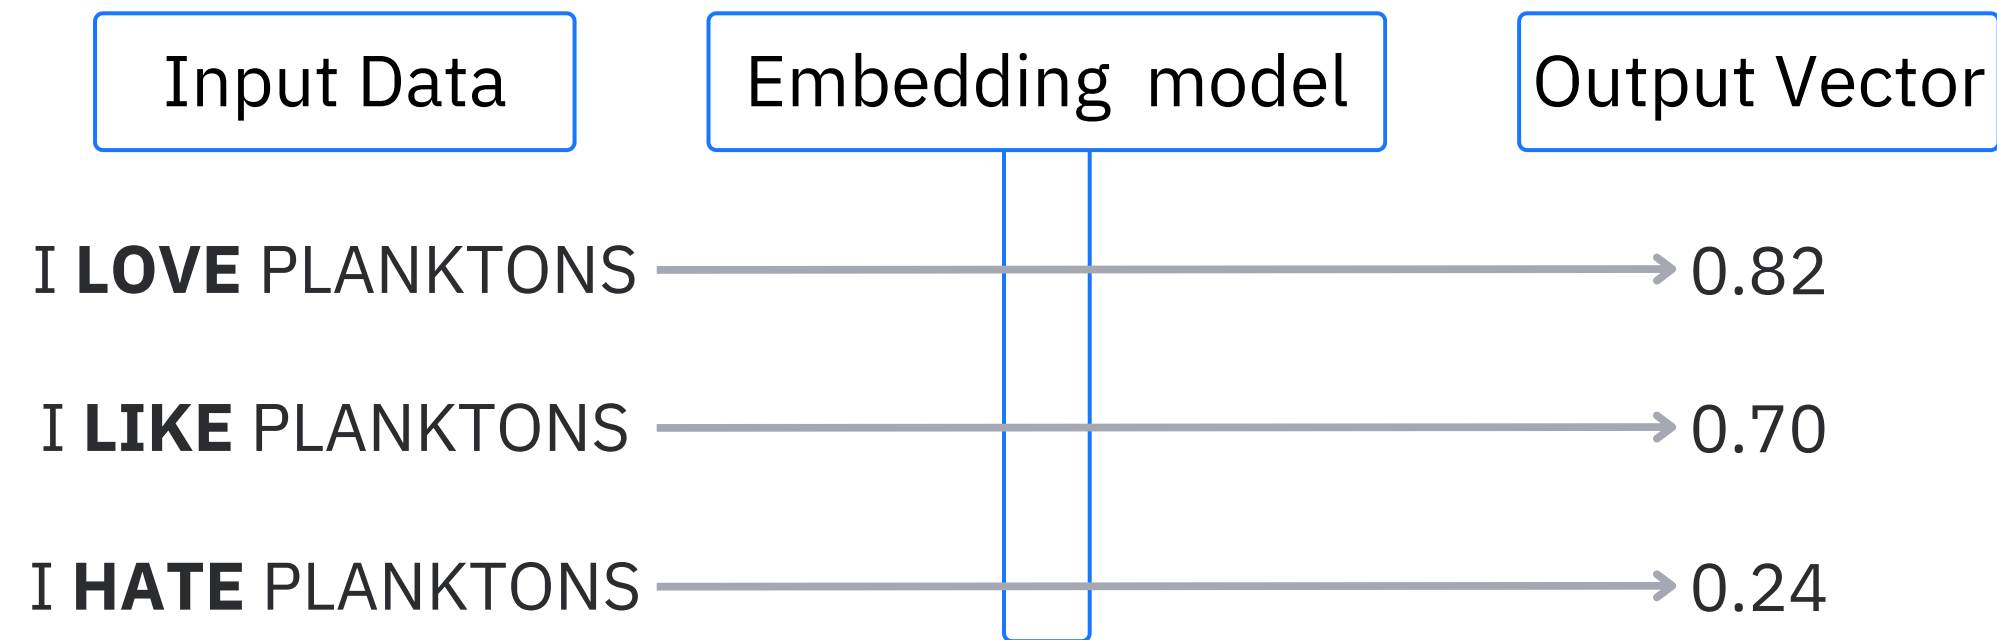 Input Data
Embedding model
Output Vector
I LOVE PLANKTONS
0.82
I LIKE PLANKTONS
0.70
I HATE PLANKTONS
0.24